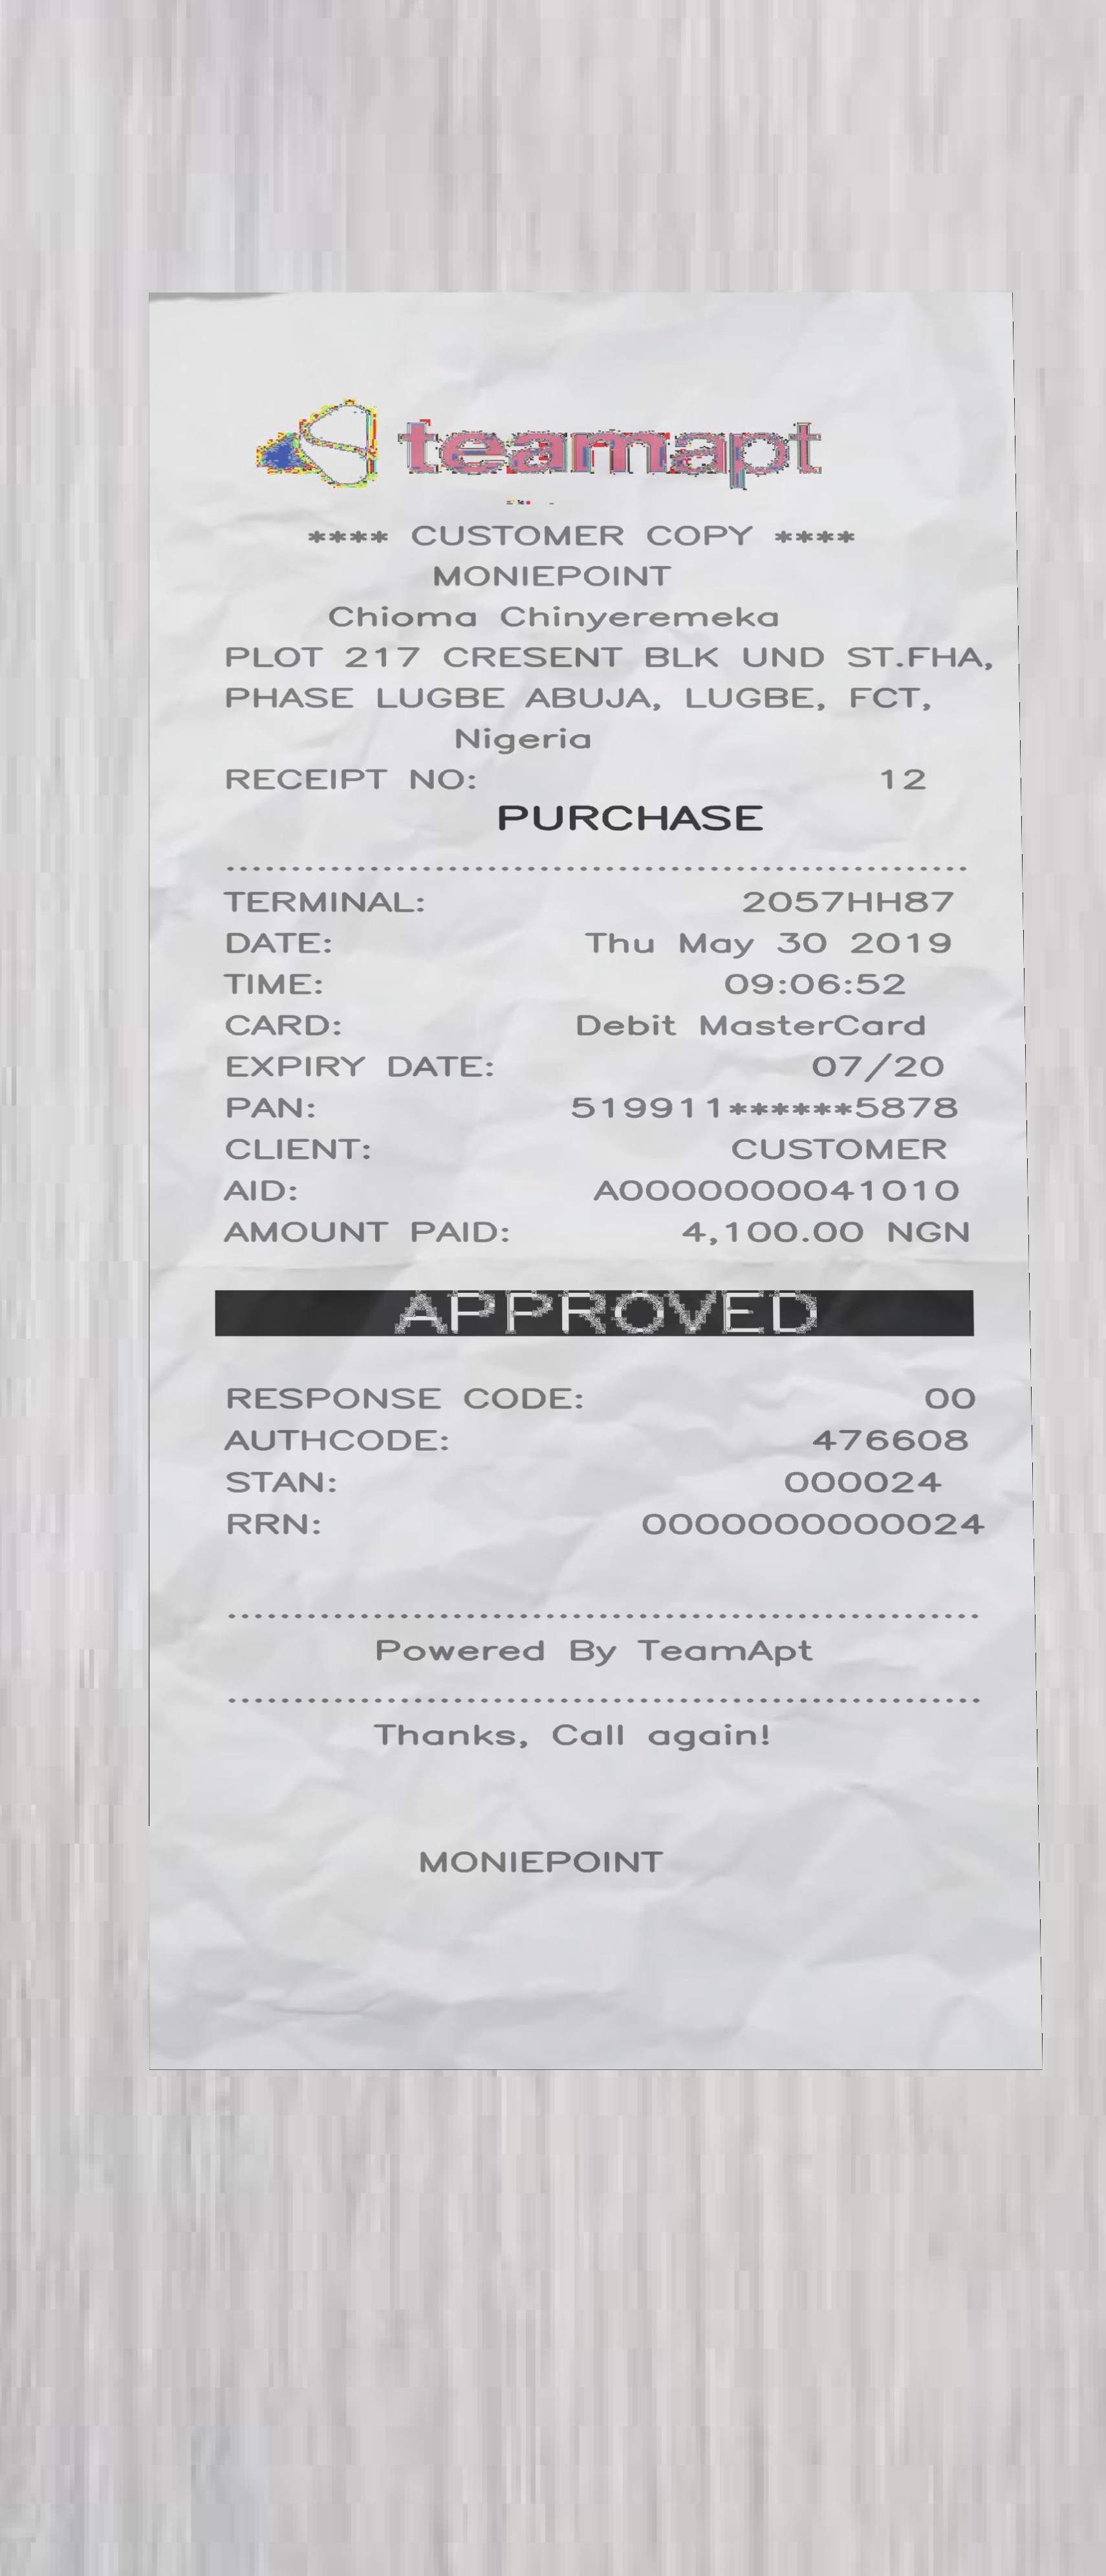 teamapt
**** CUSTOMER COPY ****
MONIEPOINT
Chioma Chinyeremeka
PLOT 217 CRESENT BLK UND ST.FHA,
PHASE LUGBE ABUJA, LUGBE, FCT,
Nigeria
RECEIPT NO: 12
PURCHASE
TERMINAL: 2057HH87
DATE: Thu May 30 2019
TIME: 09:06:52
CARD: Debit MasterCard
EXPIRY DATE: 07/20
PAN: 519911******5878
CLIENT: CUSTOMER
AID: A0000000041010
AMOUNT PAID: 4,100.00 NGN
APPROVED
RESPONSE CODE: 00
AUTHCODE: 476608
STAN: 000024
RRN: 0000000000024
Powered By TeamApt
Thanks, Call again!
MONIEPOINT